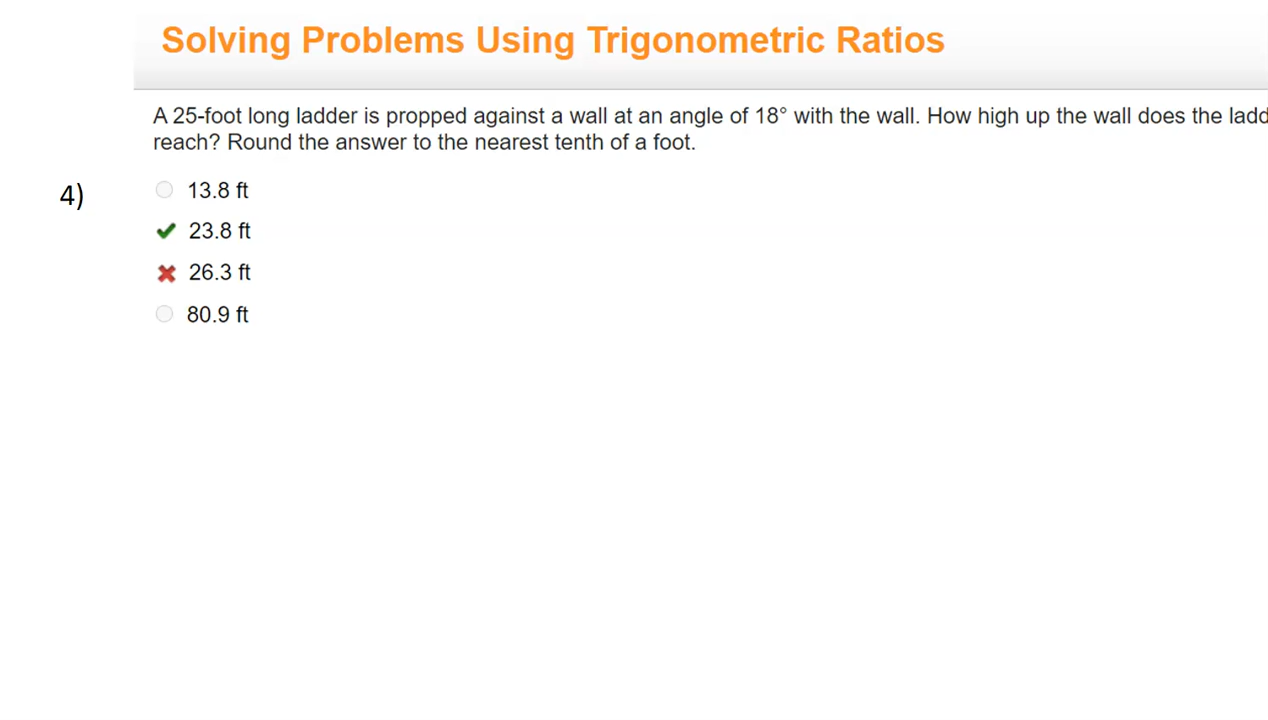 Solving Problems Using Trigonometric Ratios
A 25-foot long ladder is propped against a wall at an angle of 18° with the wall. How high up the wall does the ladd
reach? Round the answer to the nearest tenth of a foot.
4)
13.8 ft
23.8 ft
26.3 ft
80.9 ft